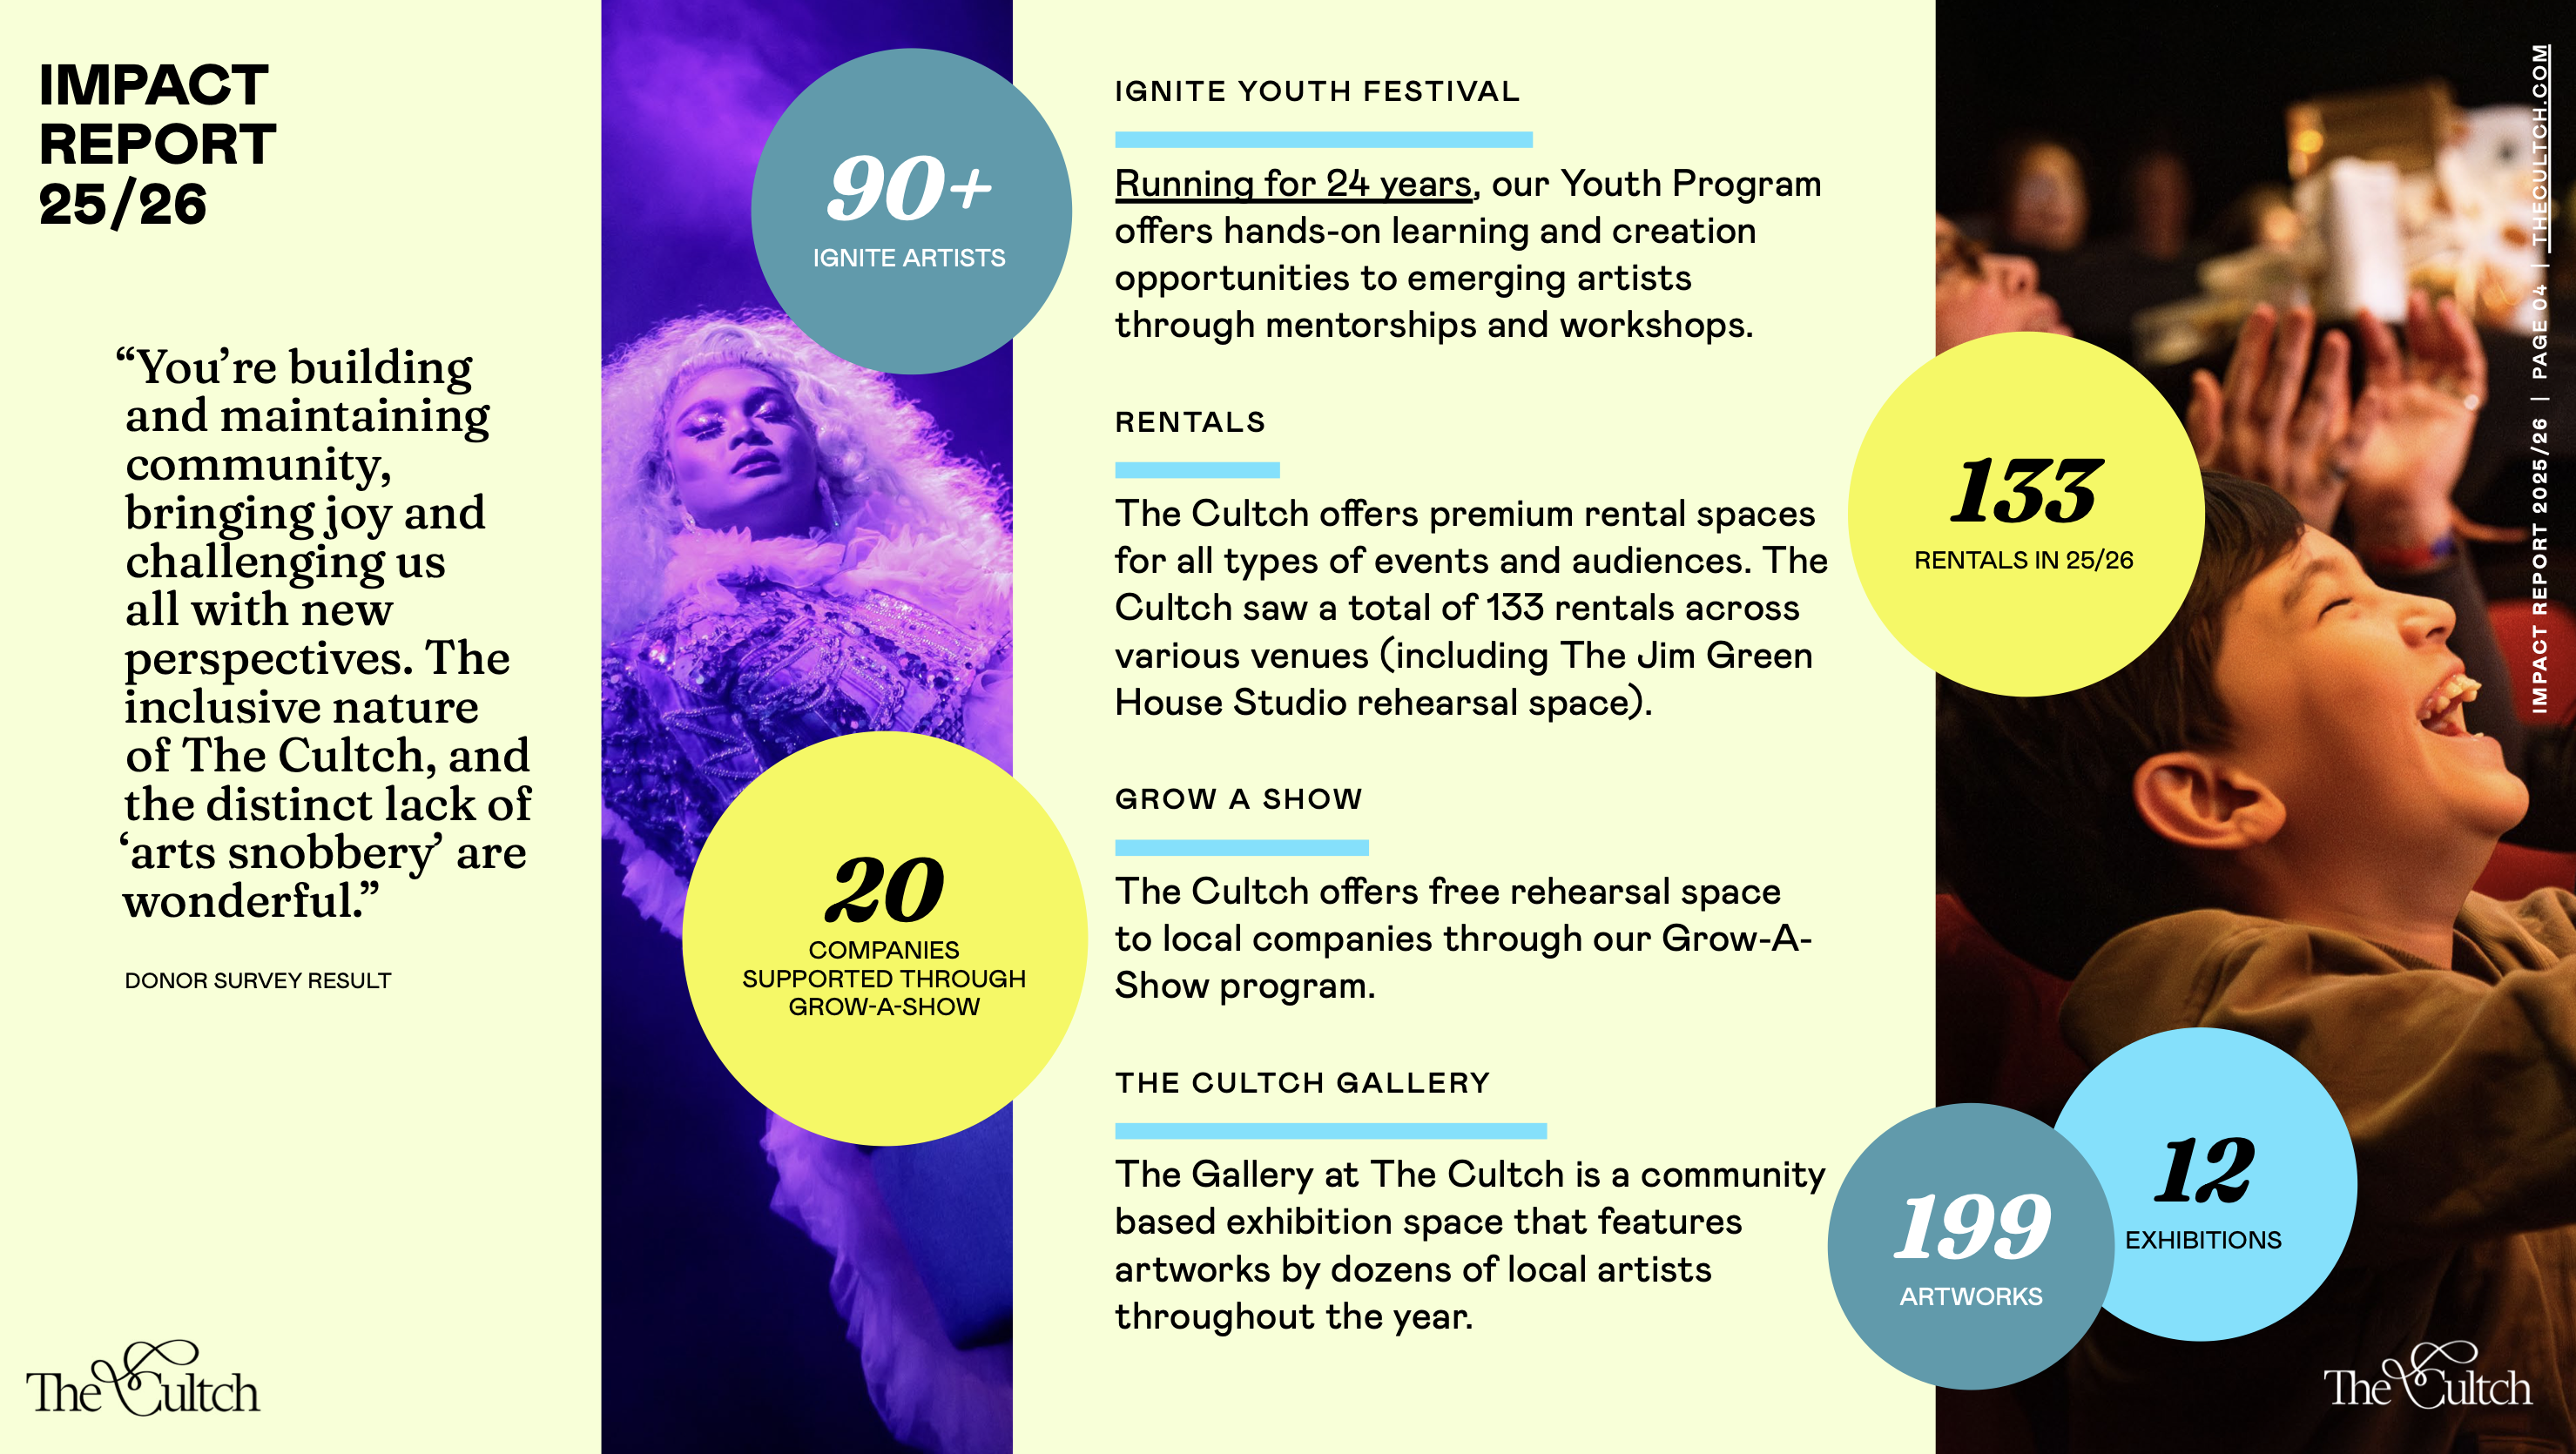 IMPACT
REPORT
25/26
“You’re building
and maintaining
community,
bringing joy and
challenging us
all with new
perspectives. The
inclusive nature
of The Cultch, and
the distinct lack of
‘arts snobbery’ are
wonderful.”
DONOR SURVEY RESULT
The Cultch
90+
IGNITE ARTISTS
20
COMPANIES
SUPPORTED THROUGH
GROW-A-SHOW
IGNITE YOUTH FESTIVAL
Running for 24 years, our Youth Program
offers hands-on learning and creation
opportunities to emerging artists
through mentorships and workshops.
RENTALS
The Cultch offers premium rental spaces
for all types of events and audiences. The
Cultch saw a total of 133 rentals across
various venues (including The Jim Green
House Studio rehearsal space).
GROW A SHOW
The Cultch offers free rehearsal space
to local companies through our Grow-A-
Show program.
THE CULTCH GALLERY
The Gallery at The Cultch is a community
based exhibition space that features
artworks by dozens of local artists
throughout the year.
133
RENTALS IN 25/26
199
ARTWORKS
12
EXHIBITIONS
IMPACT REPORT 2025/26 | PAGE 04 | THECULTCH.COM
The Cultch